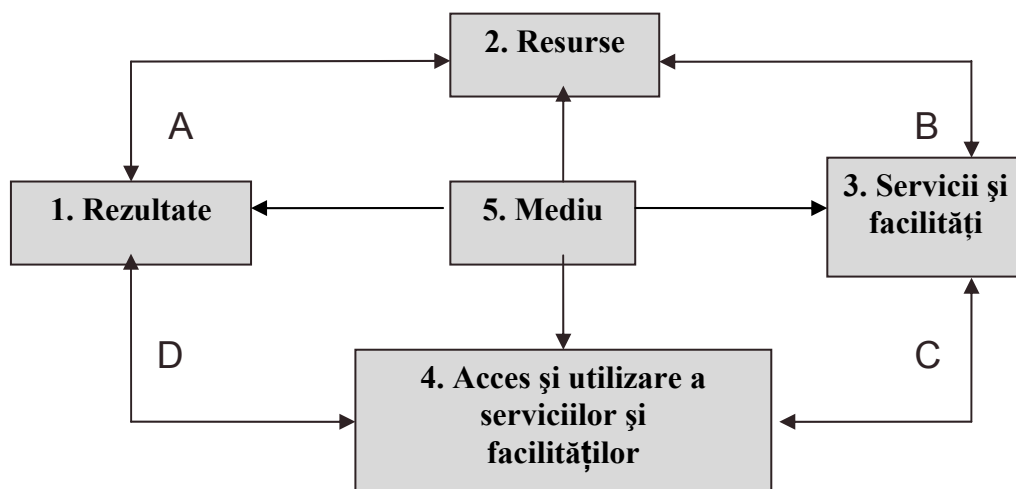 2. Resurse
A
B
1. Rezultate
5. Mediu
3. Servicii şi
facilități
D
C
4. Acces şi utilizare a
serviciilor şi
facilităților